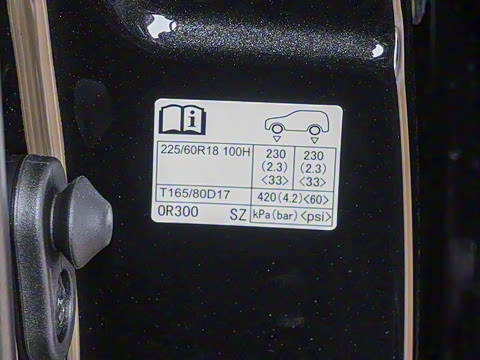 225/60R18 100H 230 230
(2.3) (2.3)
<33> <33>
T165/80D17 420(4.2)<60>
0R300 SZ kPa(bar)<psi>